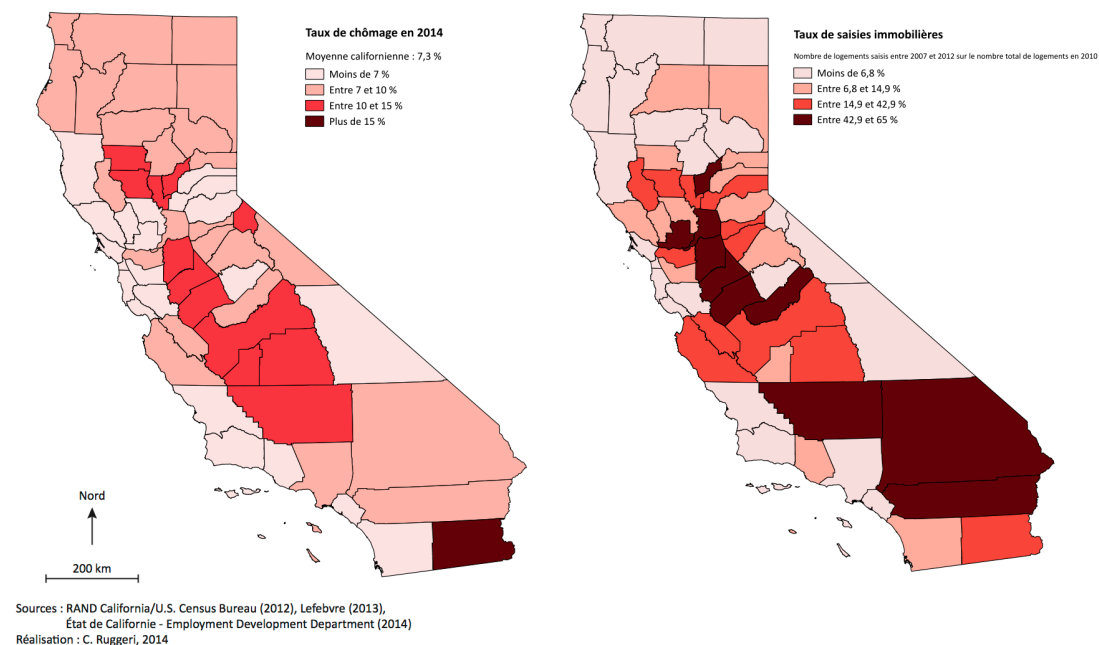 Taux de chômage en 2014
Moyenne californienne : 7,3 %
Moins de 7 %
Entre 7 et 10 %
Entre 10 et 15 %
Plus de 15 %
Taux de saisies immobilières
Nombre de logements saisis entre 2007 et 2012 sur le nombre total de logements en 2010
Moins de 6,8 %
Entre 6,8 et 14,9 %
Entre 14,9 et 42,9 %
Entre 42,9 et 65 %
Nord
200 km
Sources : RAND California/U.S. Census Bureau (2012), Lefebvre (2013),
État de Californie - Employment Development Department (2014)
Réalisation : C. Ruggeri, 2014